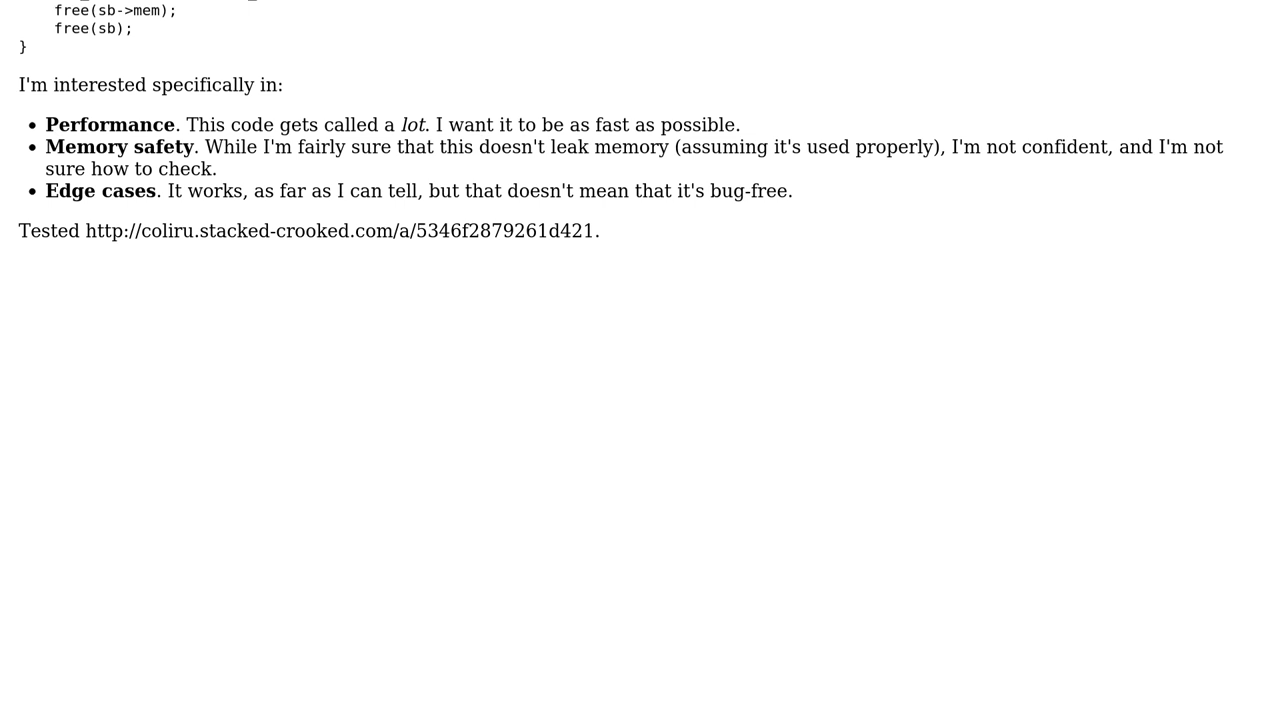 free(sb->mem);
free(sb);
}
I'm interested specifically in:
• Performance. This code gets called a lot. I want it to be as fast as possible.
• Memory safety. While I'm fairly sure that this doesn't leak memory (assuming it's used properly), I'm not confident, and I'm not
sure how to check.
• Edge cases. It works, as far as I can tell, but that doesn't mean that it's bug-free.
Tested http://coliru.stacked-crooked.com/a/5346f2879261d421.